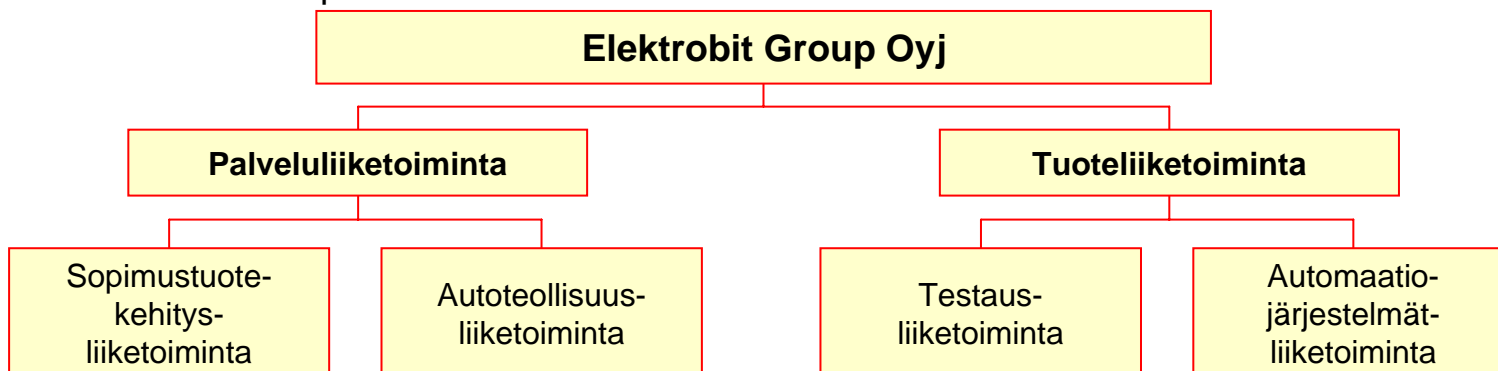 Elektrobit Group Oyj
Palveluliiketoiminta
Tuoteliiketoiminta
Sopimustuote-
kehitys-
liiketoiminta
Autoteollisuus-
liiketoiminta
Testaus-
liiketoiminta
Automaatio-
järjestelmät-
liiketoiminta